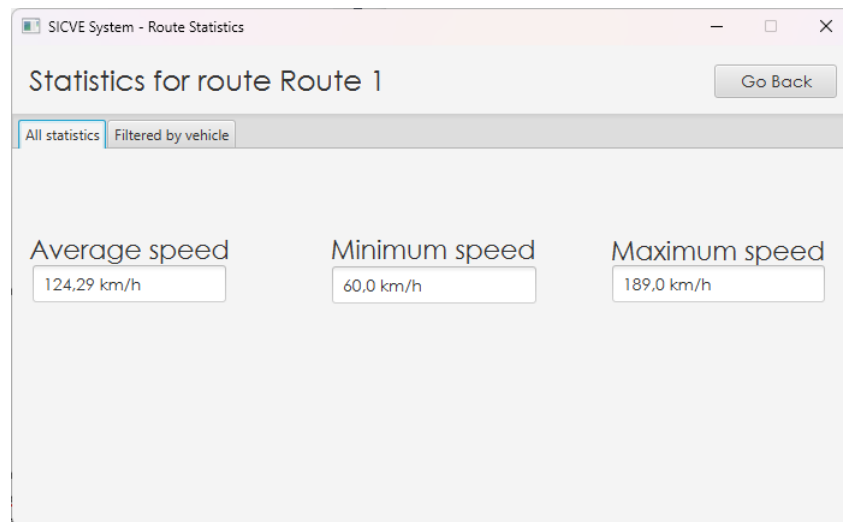 SICVE System - Route Statistics
Statistics for route Route 1
Go Back
All statistics Filtered by vehicle
Average speed Minimum speed Maximum speed
124,29 km/h 60,0 km/h 189,0 km/h